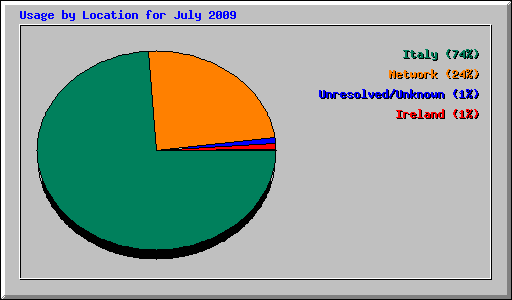 Usage by Location for July 2009
Italy (74%)
Network (24%)
Unresolved/Unknown (1%)
Ireland (1%)